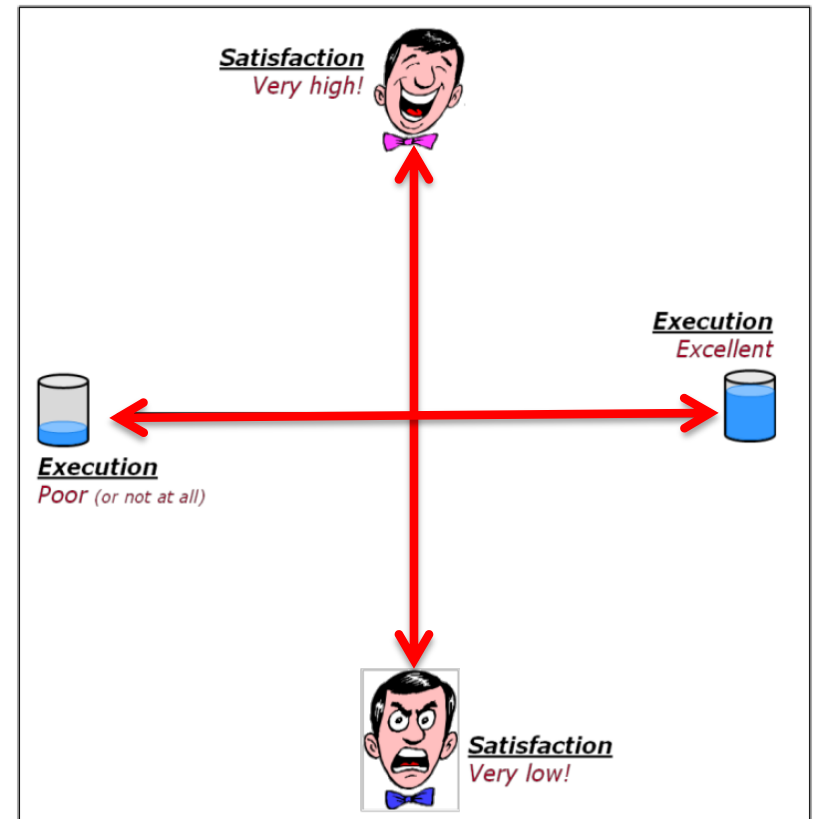 Satisfaction
Very high!
Execution
Excellent
Execution
Poor (or not at all)
Satisfaction
Very low!